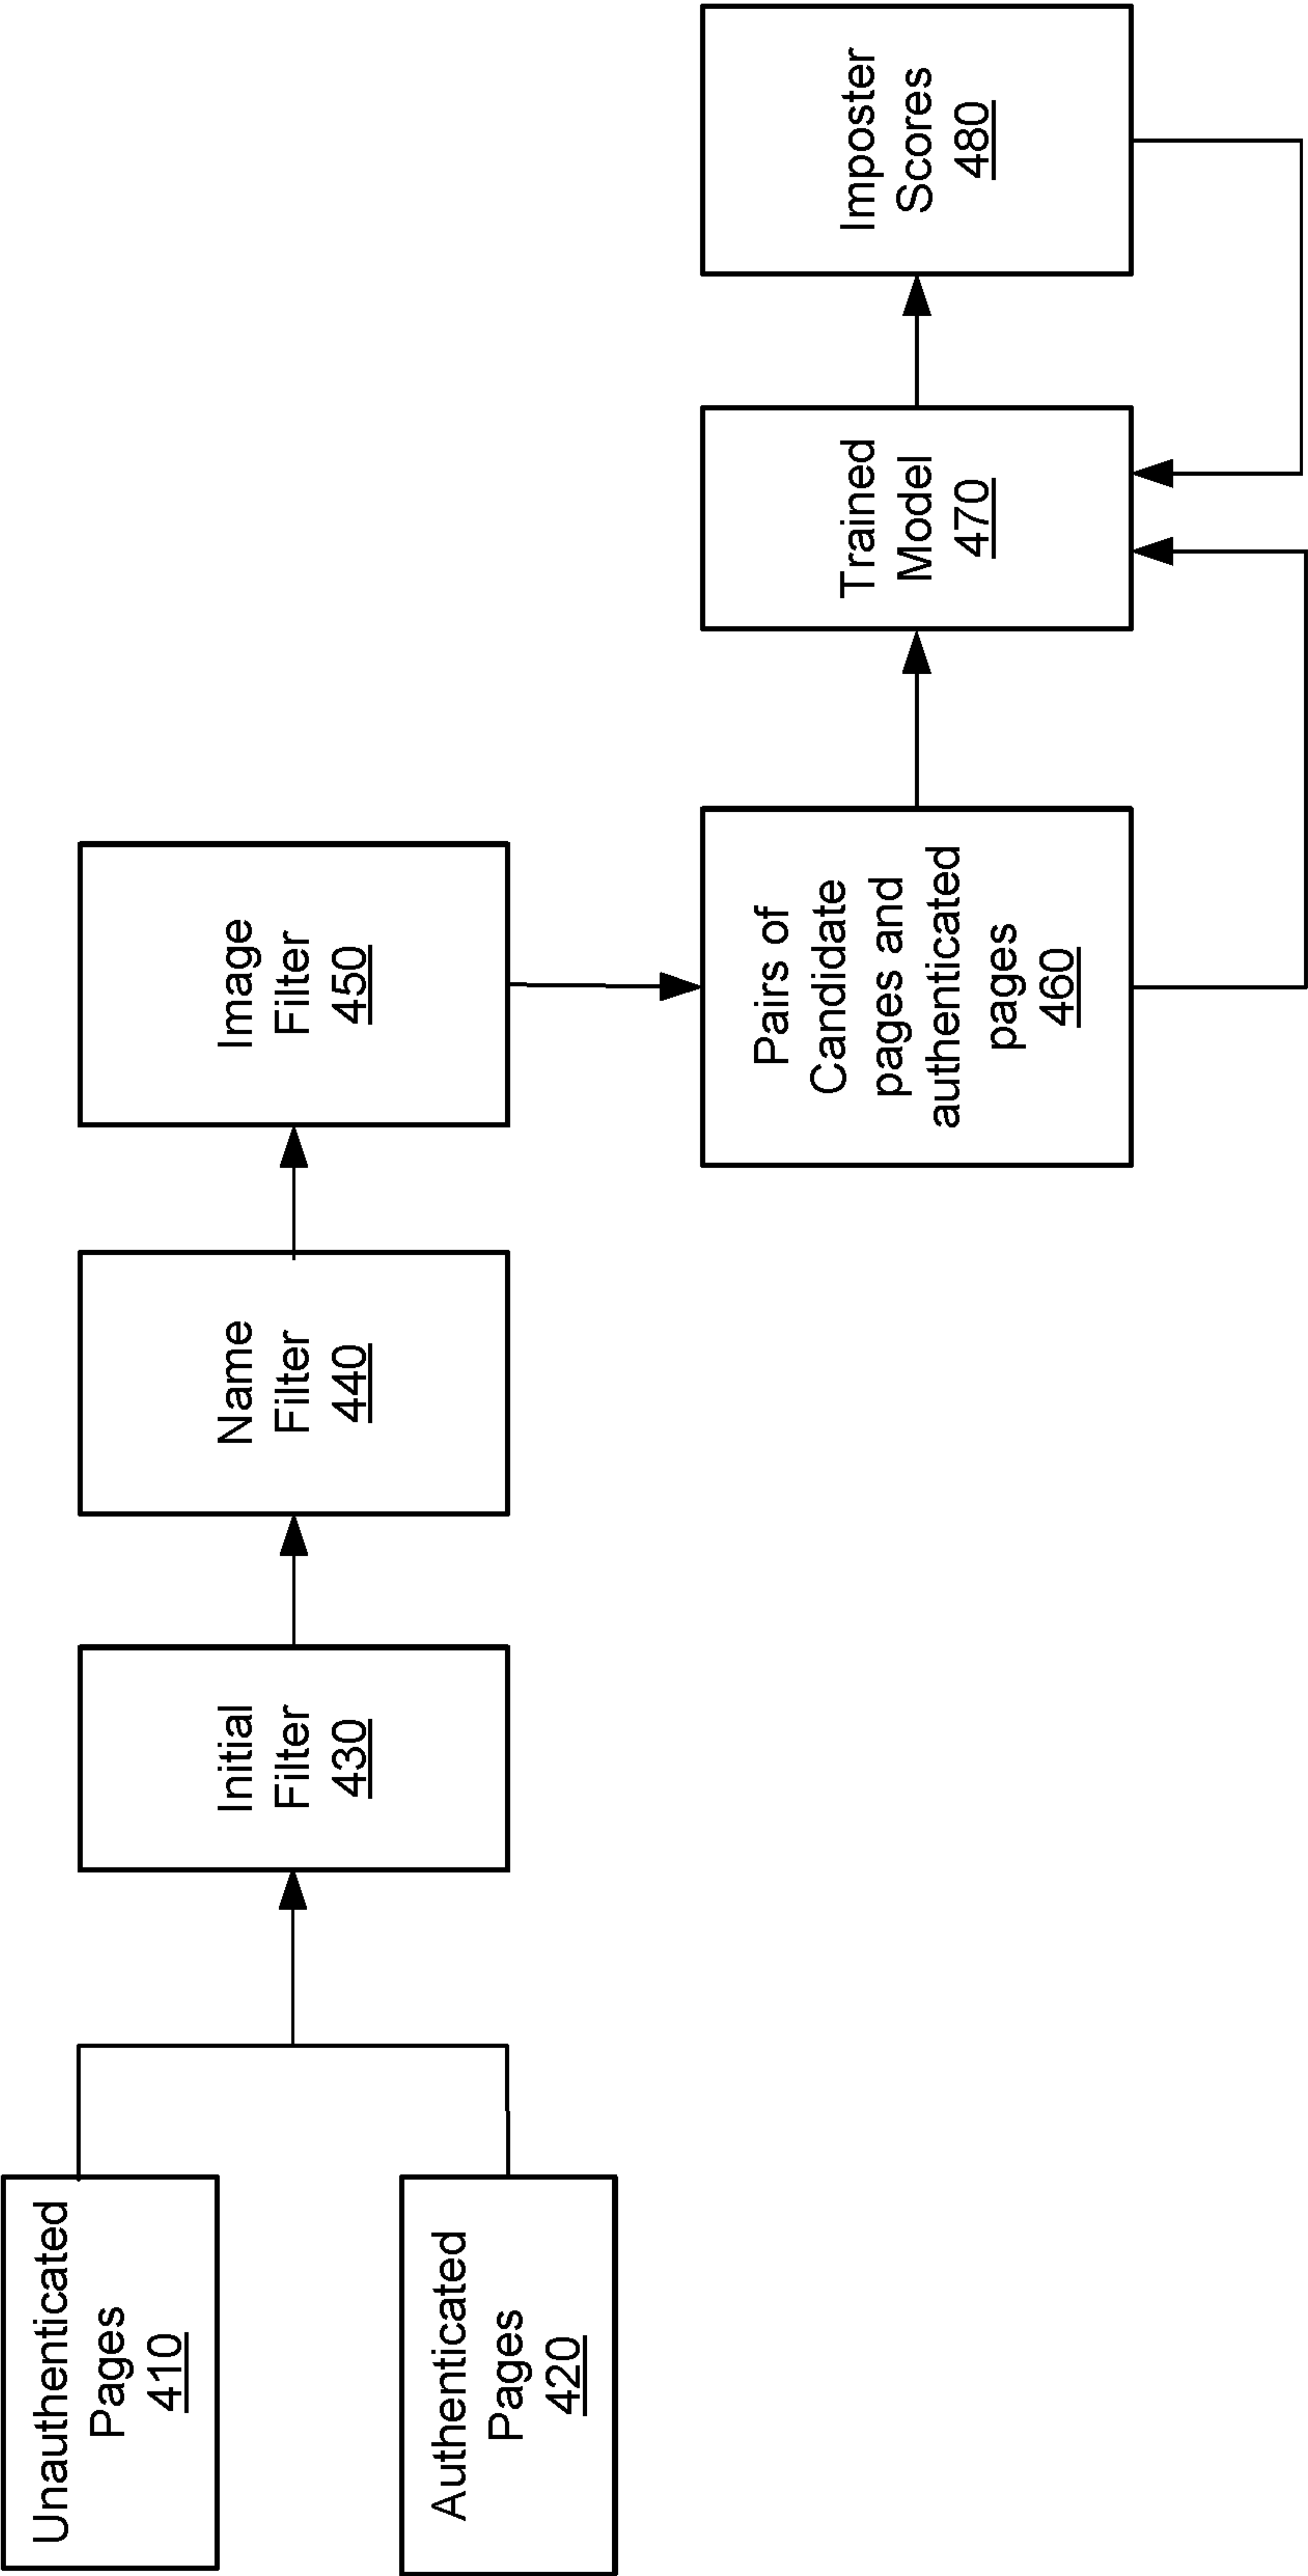 Unauthenticated
Pages
410
Authenticated
Pages
420
Initial
Filter
430
Name
Filter
440
Image
Filter
450
Pairs of
Candidate
pages and
authenticated
pages
460
Trained
Model
470
Imposter
Scores
480